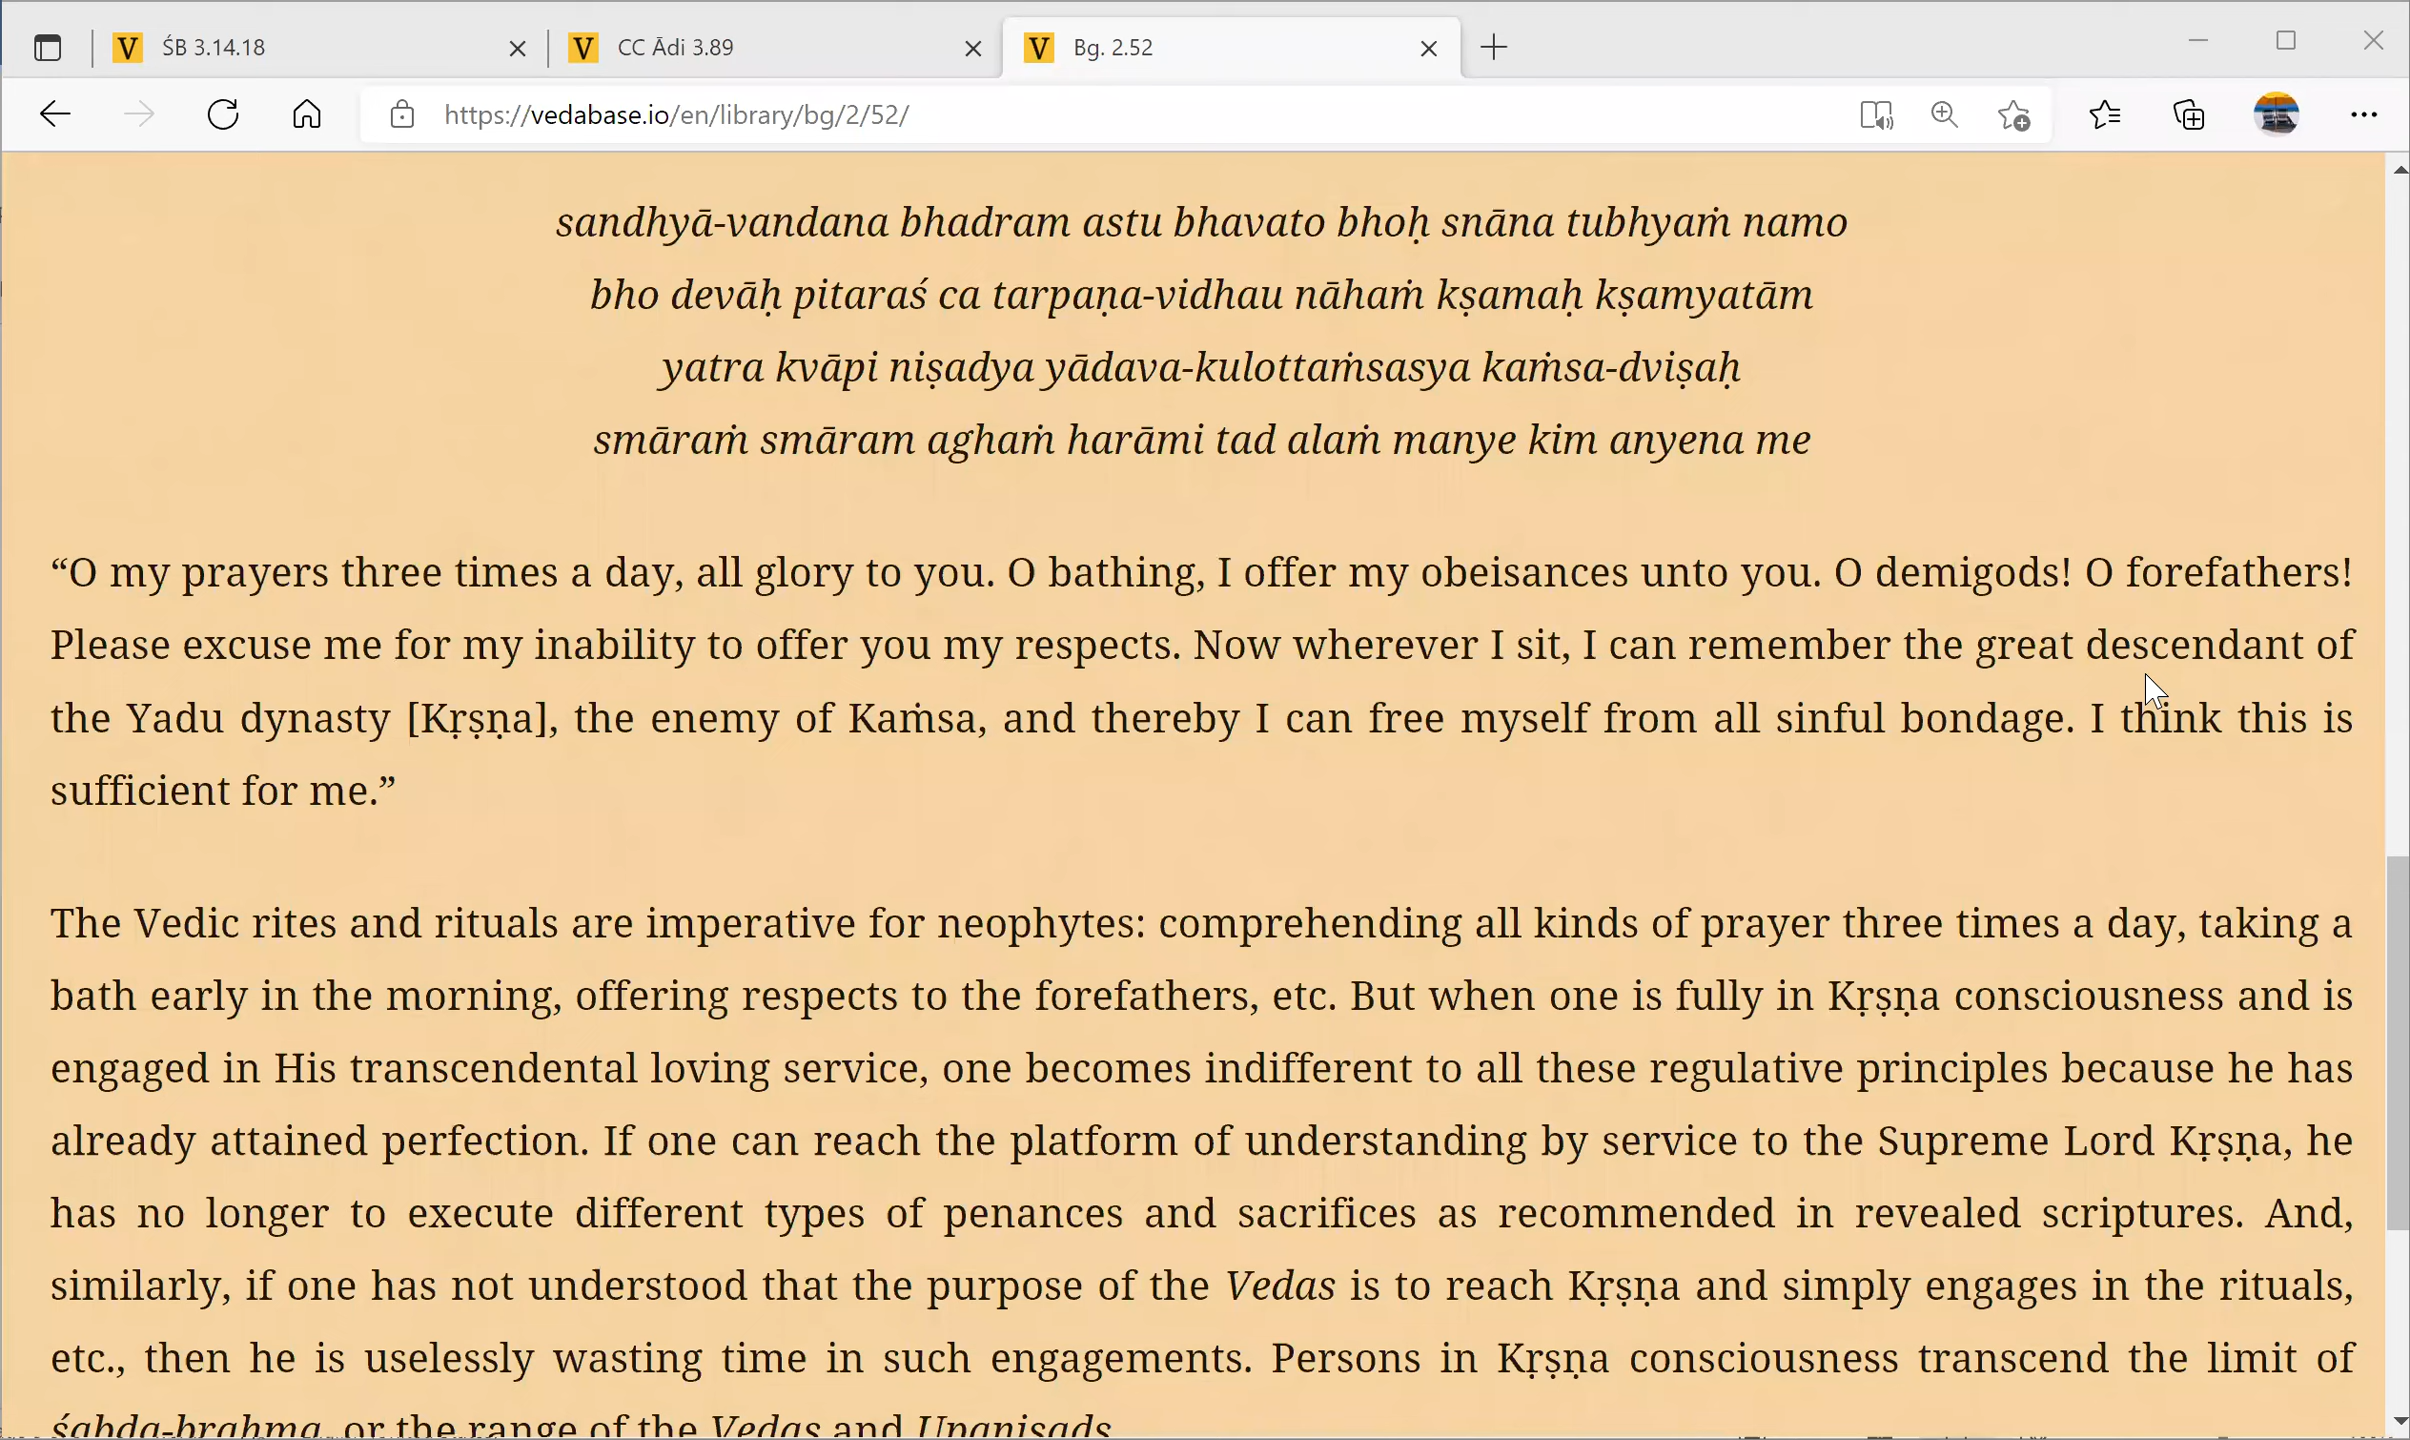 ŚB 3.14.18
CC Ādi 3.89
Bg. 2.52
https://vedabase.io/en/library/bg/2/52/
sandhyā-vandana bhadram astu bhavato bhoḥ snāna tubhyaṁ namo
bho devāḥ pitaraś ca tarpaṇa-vidhau nāhaṁ kṣamaḥ kṣamyatām
yatra kvāpi niṣadya yādava-kulottaṁsasya kaṁsa-dviṣaḥ
smāraṁ smāram aghaṁ harāmi tad alaṁ manye kim anyena me
“O my prayers three times a day, all glory to you. O bathing, I offer my obeisances unto you. O demigods! O forefathers!
Please excuse me for my inability to offer you my respects. Now wherever I sit, I can remember the great descendant of
the Yadu dynasty [Kṛṣṇa], the enemy of Kaṁsa, and thereby I can free myself from all sinful bondage. I think this is
sufficient for me.”
The Vedic rites and rituals are imperative for neophytes: comprehending all kinds of prayer three times a day, taking a
bath early in the morning, offering respects to the forefathers, etc. But when one is fully in Kṛṣṇa consciousness and is
engaged in His transcendental loving service, one becomes indifferent to all these regulative principles because he has
already attained perfection. If one can reach the platform of understanding by service to the Supreme Lord Kṛṣṇa, he
has no longer to execute different types of penances and sacrifices as recommended in revealed scriptures. And,
similarly, if one has not understood that the purpose of the Vedas is to reach Kṛṣṇa and simply engages in the rituals,
etc., then he is uselessly wasting time in such engagements. Persons in Kṛṣṇa consciousness transcend the limit of
śabda-brahma, or the range of the Vedas and Upaniṣads.